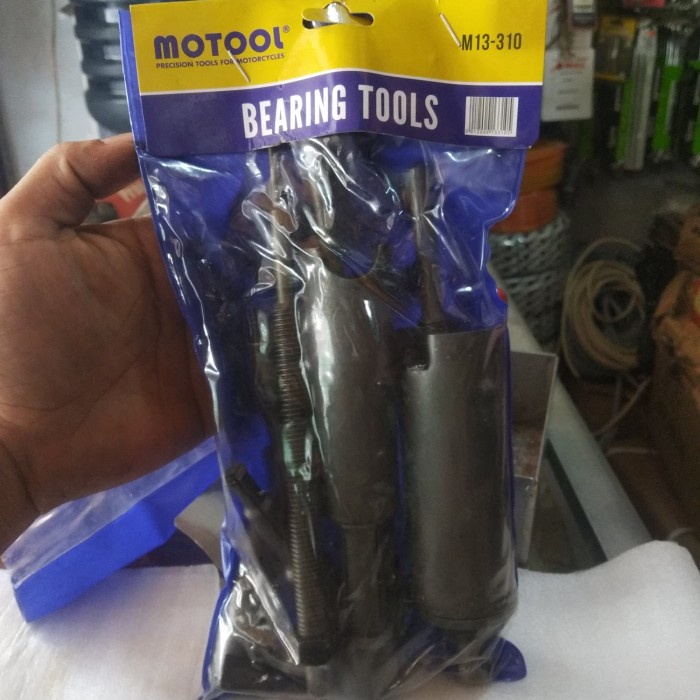 MOTOOL®
PRECISION TOOLS FOR MOTORCYCLES
M13-310
BEARING TOOLS